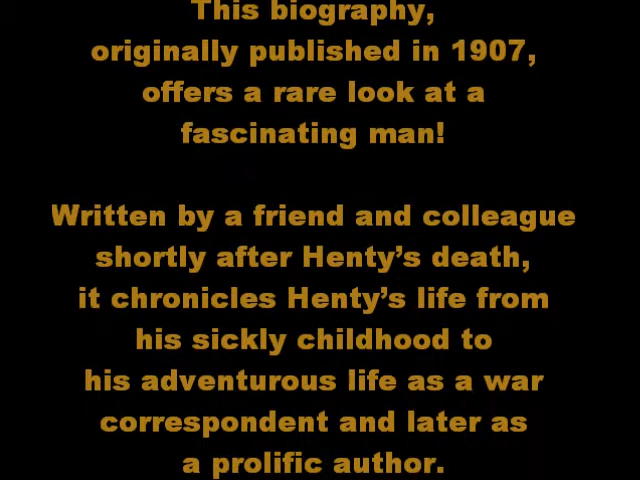 This biography,
originally published in 1907,
offers a rare look at a
fascinating man!
Written by a friend and colleague
shortly after Henty’s death,
it chronicles Henty’s life from
his sickly childhood to
his adventurous life as a war
correspondent and later as
a prolific author.